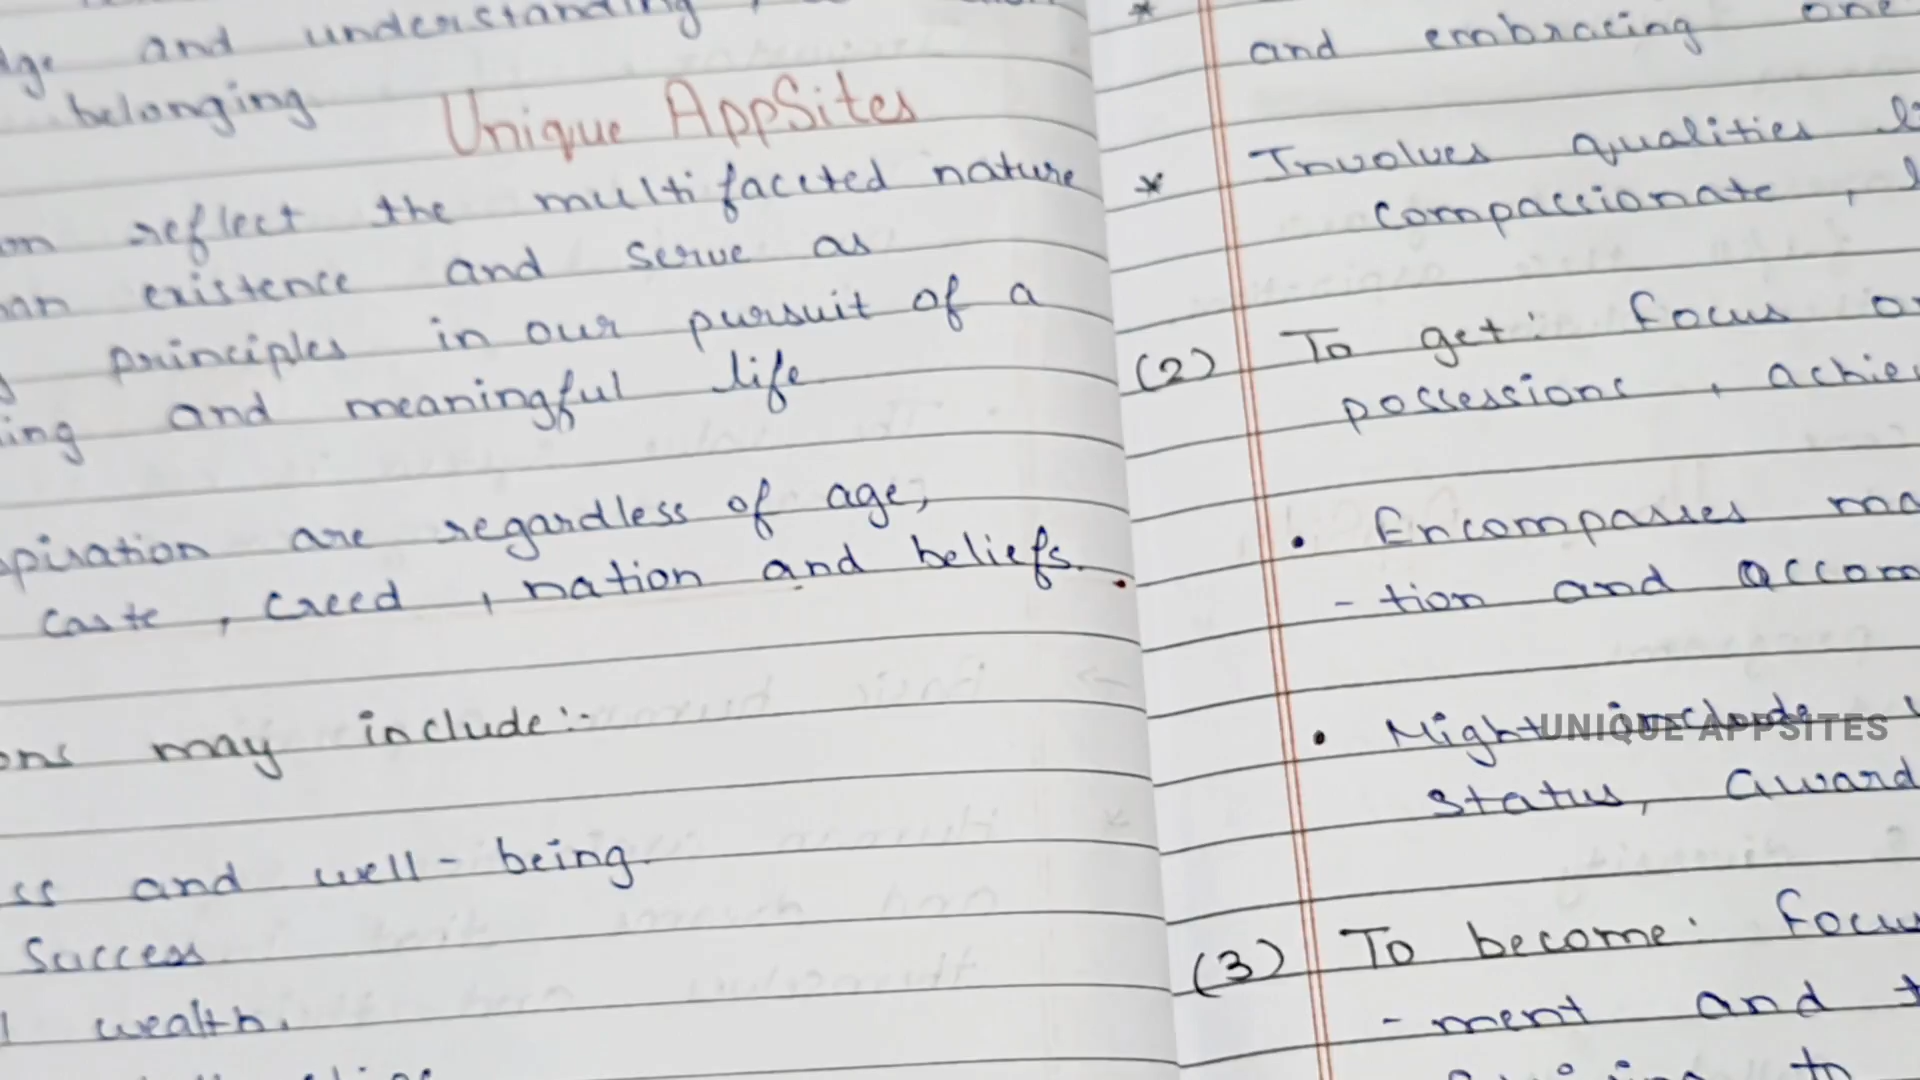 and understanding
belonging
Unique AppSites
reflect the multifaceted nature
existence and serve as
principles in our pursuit of a
and meaningful life
are regardless of age,
caste, creed, nation and beliefs.
may include:-
and well-being
Success
wealth.
*
and embracing one
* Involves qualities
compassionate,
(2) To get: Focus
possessions, achie
• Encompasses ma
-tion and accom
• Might include
status, award
(3) To become: Focu
-ment and
to
UNIQUE APPSITES